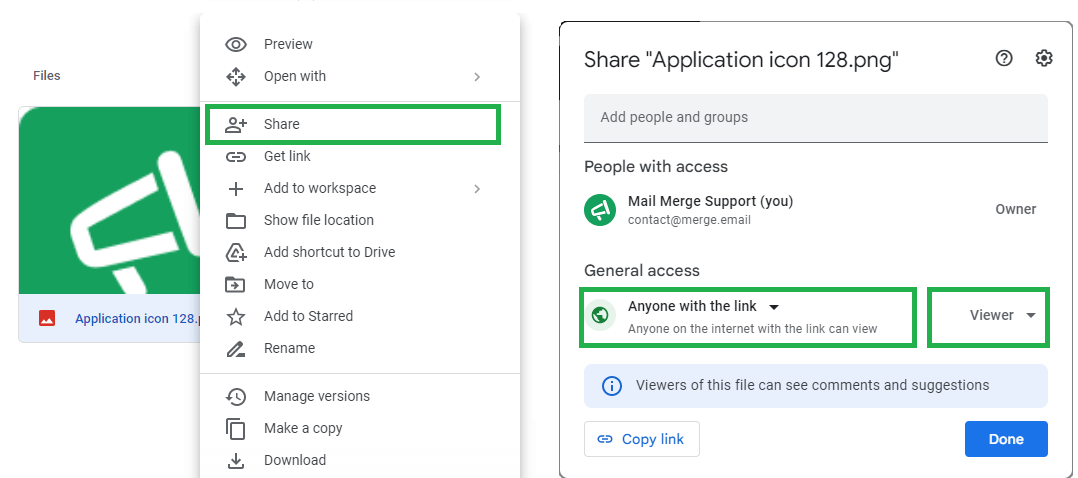 Files
Application icon 128.p
Preview
Open with
Share
Get link
Add to workspace
Show file location
Add shortcut to Drive
Move to
Add to Starred
Rename
Manage versions
Make a copy
Download
Share "Application icon 128.png"
Add people and groups
People with access
Mail Merge Support (you)
contact@merge.email
Owner
General access
Anyone with the link
Anyone on the internet with the link can view
Viewer
Viewers of this file can see comments and suggestions
Copy link
Done